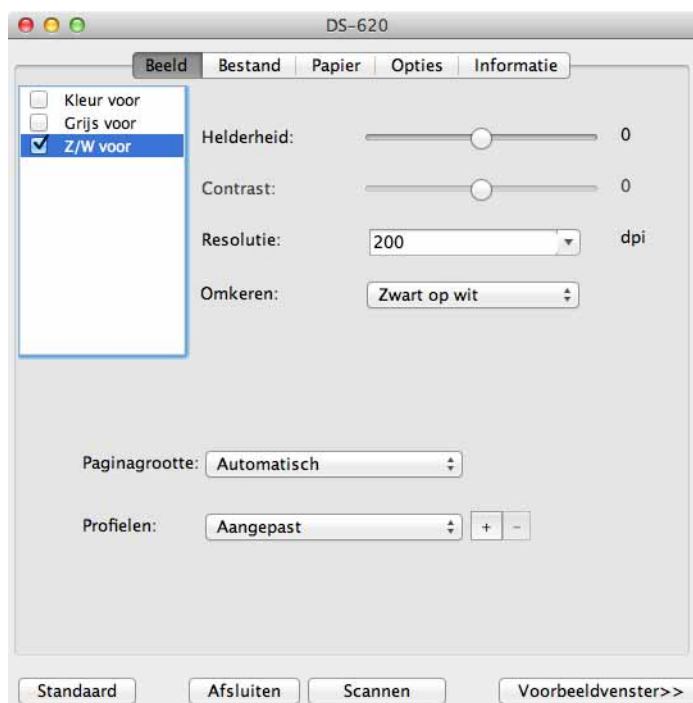 DS-620
Beeld Bestand Papier Opties Informatie
Kleur voor
Grijs voor
Z/W voor
Helderheid: 0
Contrast: 0
Resolutie: 200 dpi
Omkeren: Zwart op wit
Paginagrootte: Automatisch
Profielen: Aangepast + -
Standaard Afsluiten Scannen Voorbeeldvenster>>